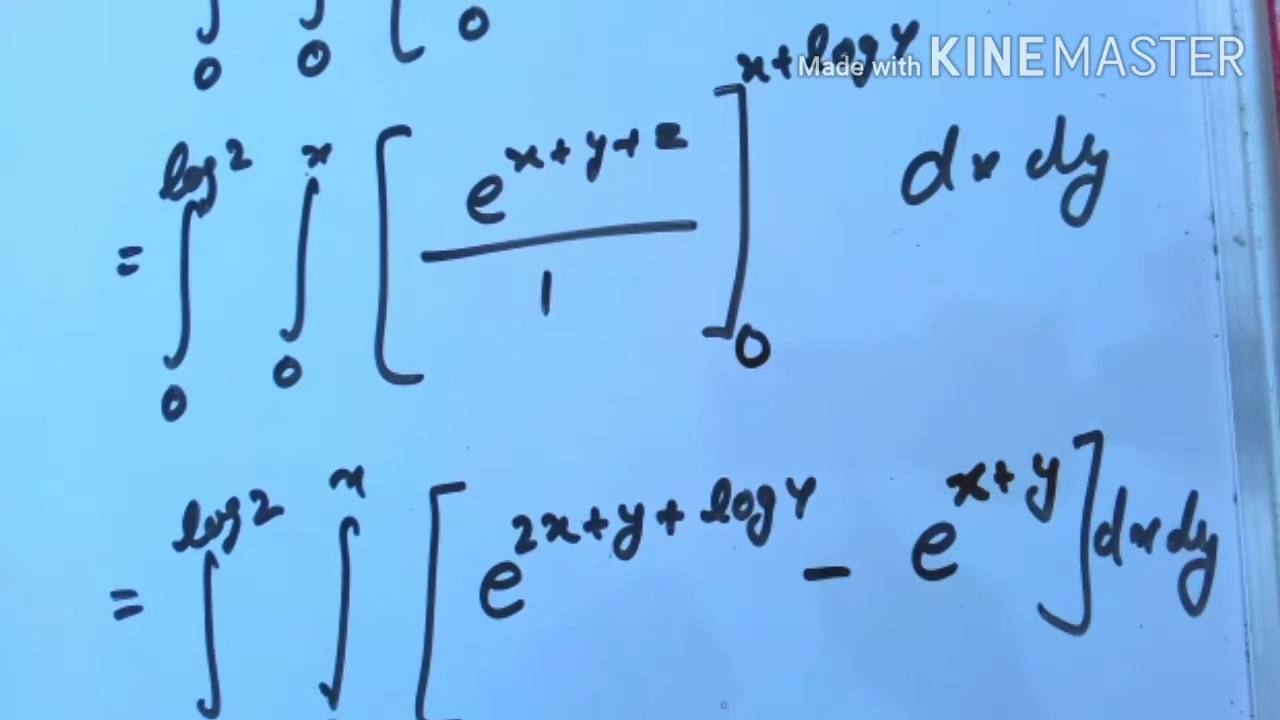 ∫₀ ∫₀ [ ₀
Made with KINEMASTER
= ∫₀^{log 2} ∫₀^{x} [ e^{x+y+z} / 1 ]₀^{x+log y} dx dy
= ∫^{log 2} ∫^{x} [ e^{2x+y+log y} - e^{x+y} ] dx dy